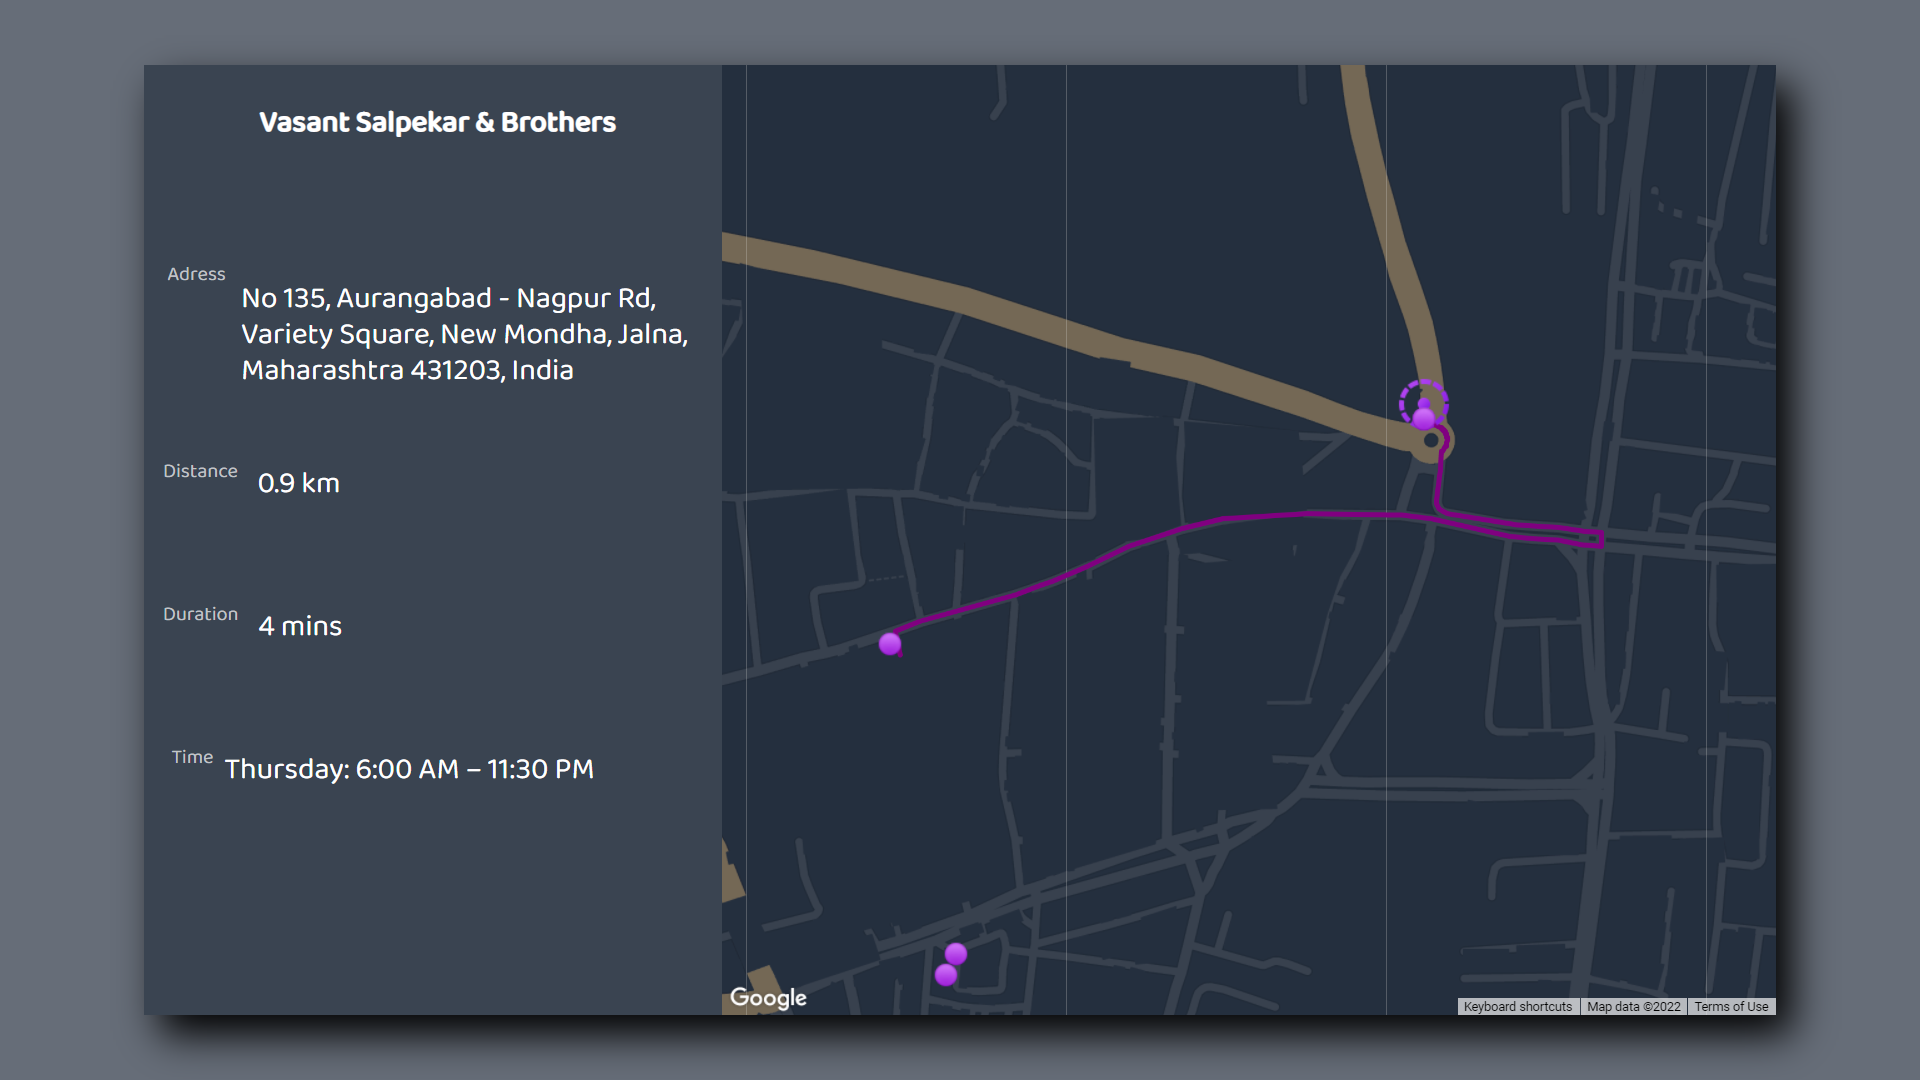 Vasant Salpekar & Brothers
Adress
No 135, Aurangabad - Nagpur Rd,
Variety Square, New Mondha, Jalna,
Maharashtra 431203, India
Distance
0.9 km
Duration
4 mins
Time
Thursday: 6:00 AM – 11:30 PM
Google
Keyboard shortcuts
Map data ©2022
Terms of Use